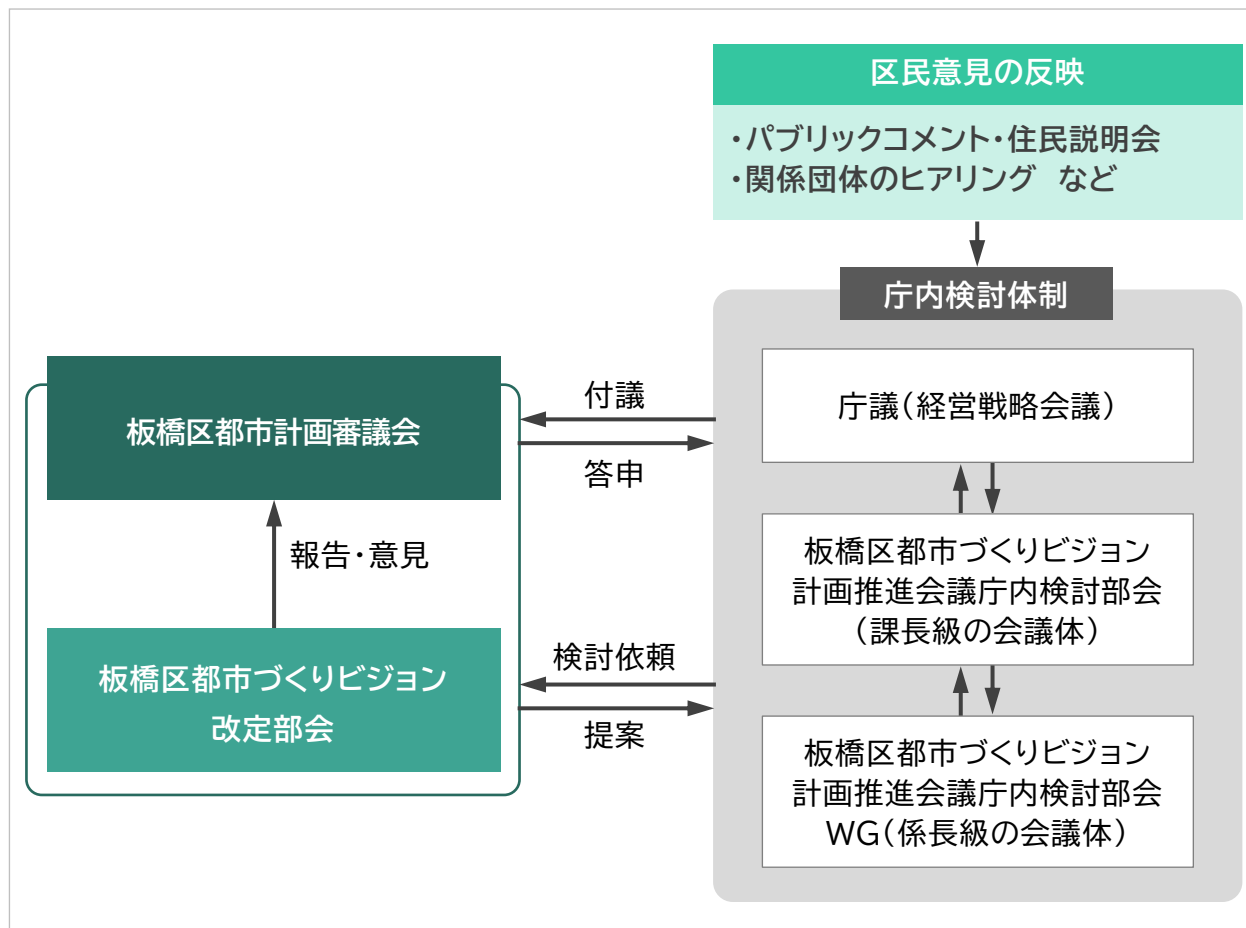 区民意見の反映
・パブリックコメント・住民説明会
・関係団体のヒアリング など
庁内検討体制
庁議(経営戦略会議)
板橋区都市づくりビジョン
計画推進会議庁内検討部会
(課長級の会議体)
板橋区都市づくりビジョン
計画推進会議庁内検討部会
WG(係長級の会議体)
付議
答申
検討依頼
提案
板橋区都市計画審議会
報告・意見
板橋区都市づくりビジョン
改定部会